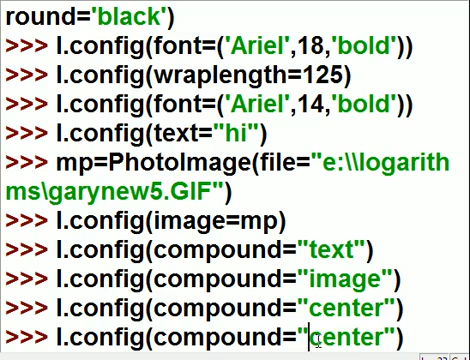 round='black')
>>> l.config(font=('Ariel',18,'bold'))
>>> l.config(wraplength=125)
>>> l.config(font=('Ariel',14,'bold'))
>>> l.config(text="hi")
>>> mp=PhotoImage(file="e:\\logarith
ms\garynew5.GIF")
>>> l.config(image=mp)
>>> l.config(compound="text")
>>> l.config(compound="image")
>>> l.config(compound="center")
>>> l.config(compound="center")